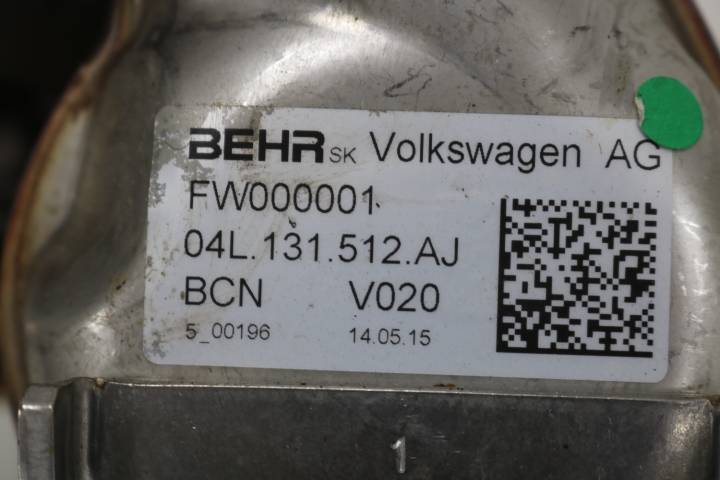 BEHR SK Volkswagen AG
FW000001
04L.131.512.AJ
BCN V020
5_00196 14.05.15
1